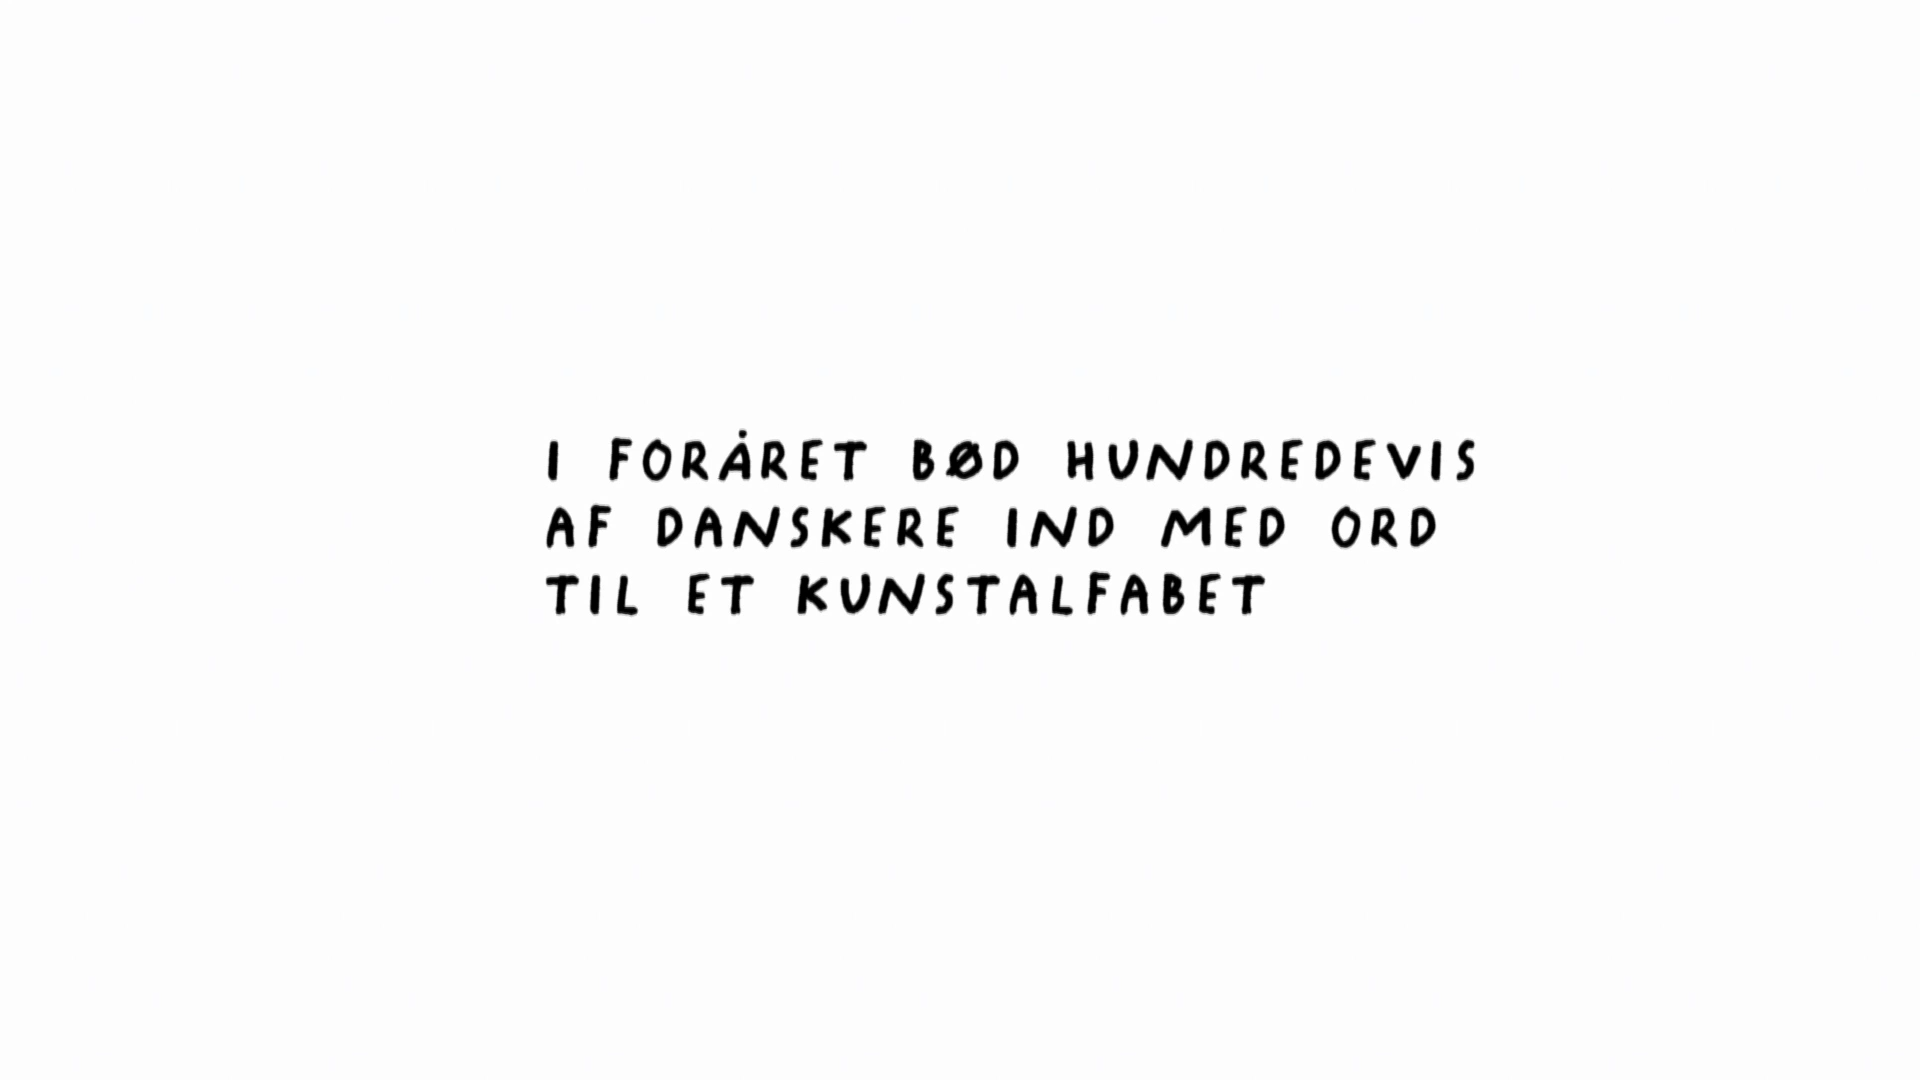 I FORÅRET BØD HUNDREDEVIS
AF DANSKERE IND MED ORD
TIL ET KUNSTALFABET